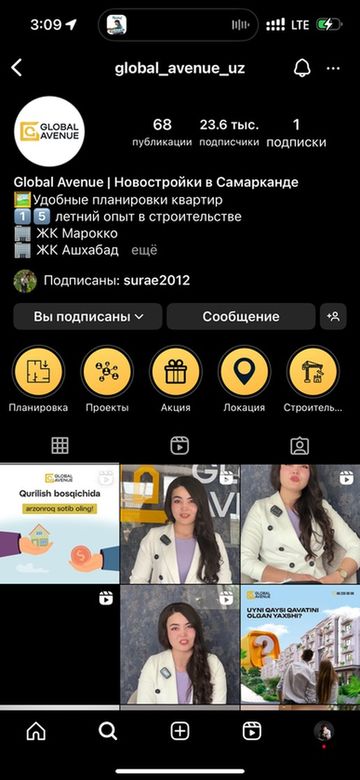 3:09
LTE
global_avenue_uz
GLOBAL
AVENUE
68
публикации
23.6 тыс.
подписчики
1
подписки
Global Avenue | Новостройки в Самарканде
Удобные планировки квартир
15 летний опыт в строительстве
ЖК Марокко
ЖК Ашхабад ещё
Подписаны: surae2012
Вы подписаны
Сообщение
Планировка
Проекты
Акция
Локация
Строитель...
GLOBAL
AVENUE
Qurilish bosqichida
arzonroq sotib oling!
GLOBAL
AVENUE
UYNI QAYSI QAVATINI
OLGAN YAXSHI?